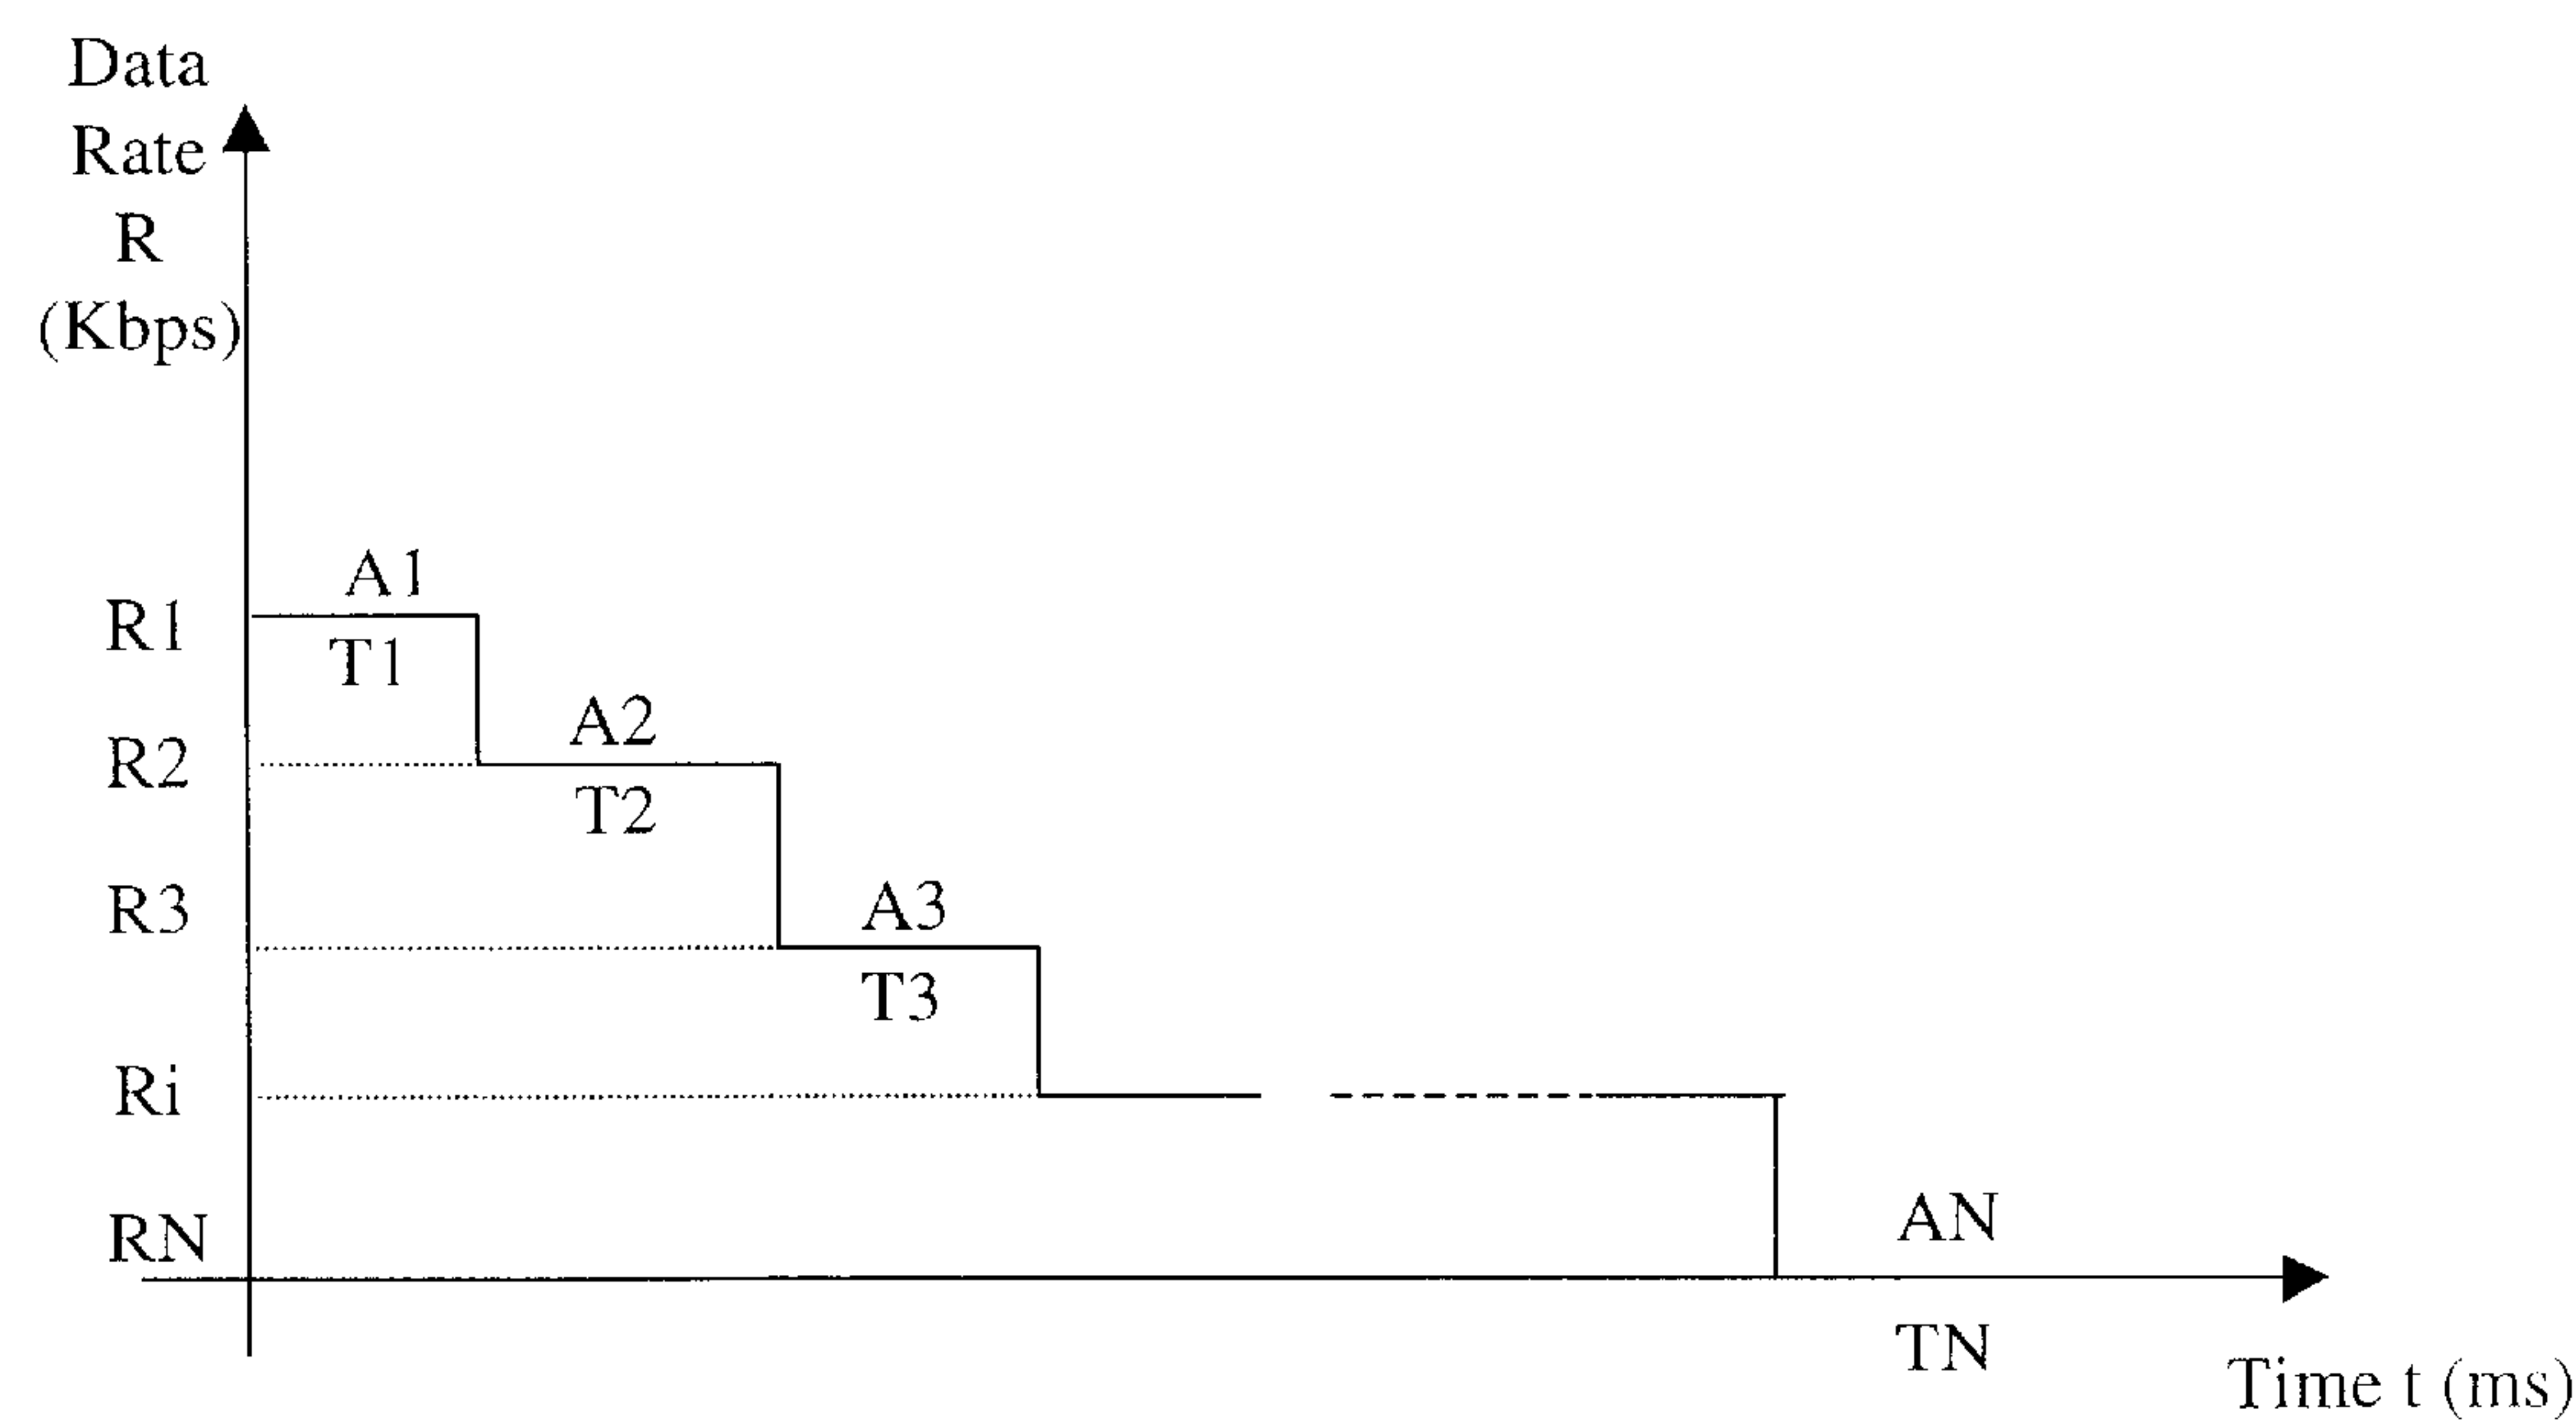 Data
Rate
R
(Kbps)
A1
R1
T1
A2
R2
T2
A3
R3
T3
Ri
AN
RN
TN
Time t (ms)